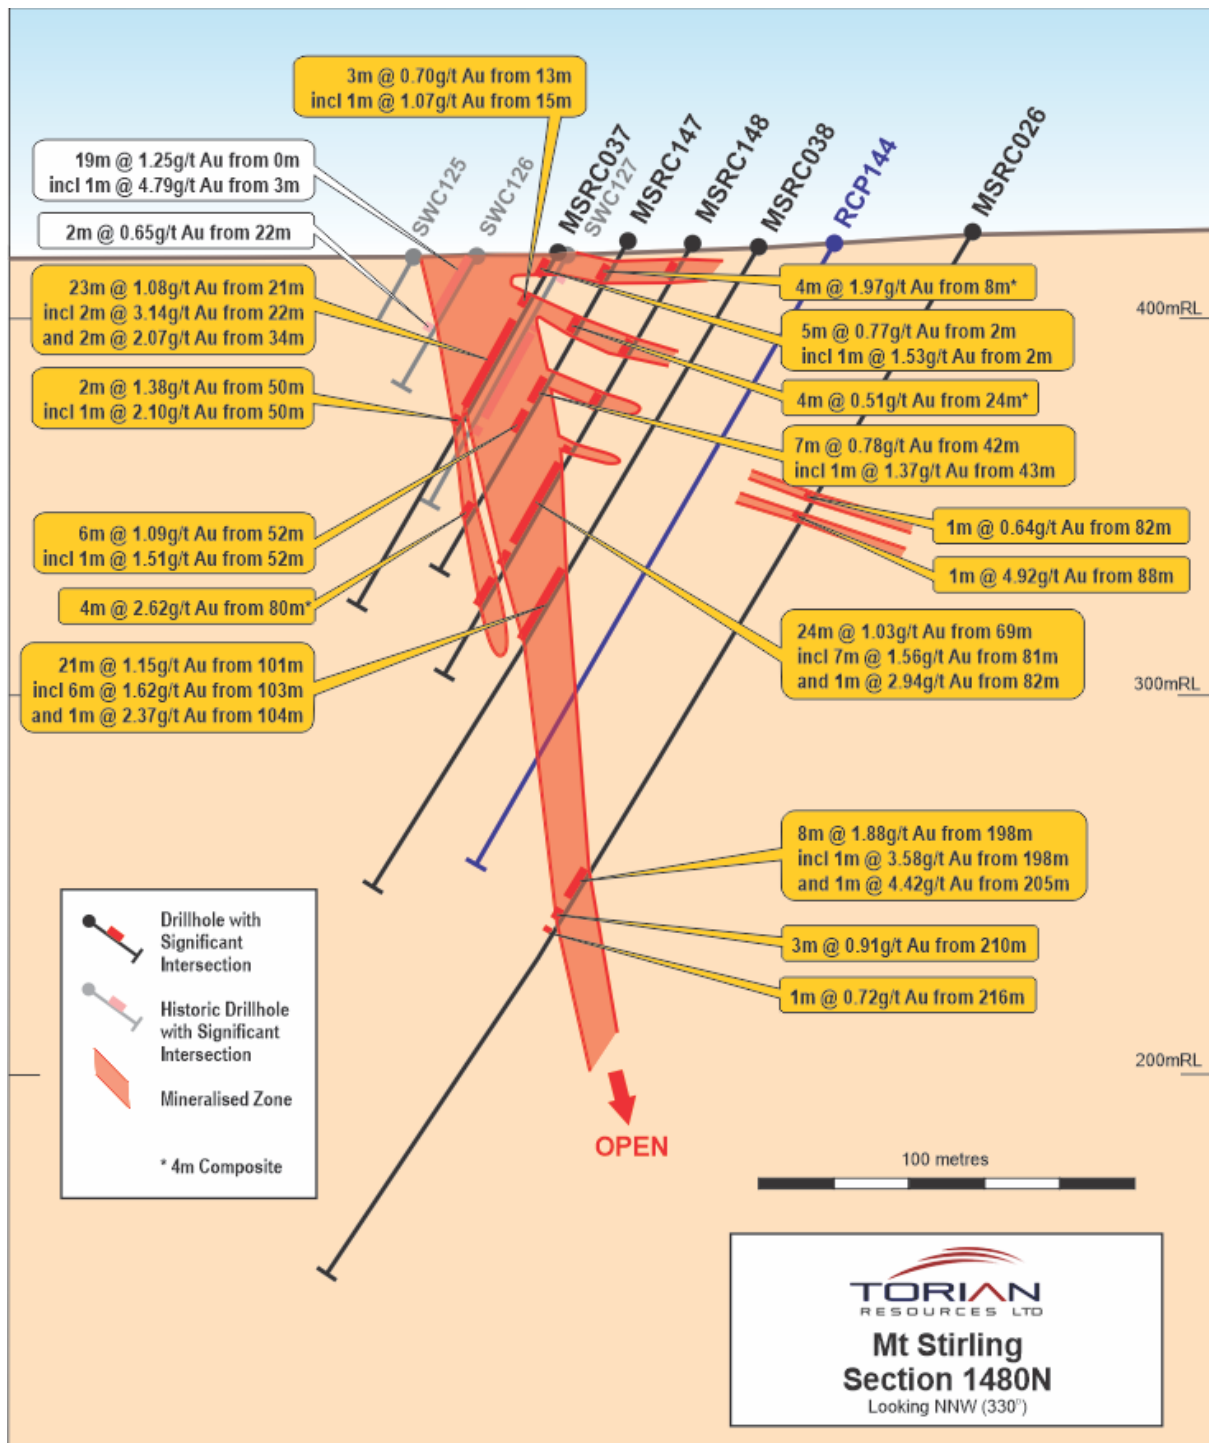 3m @ 0.70g/t Au from 13m
incl 1m @ 1.07g/t Au from 15m
19m @ 1.25g/t Au from 0m
incl 1m @ 4.79g/t Au from 3m
2m @ 0.65g/t Au from 22m
SWC125
SWC126
MSRC037
SWC127
MSRC147
MSRC148
MSRC038
RCP144
MSRC026
23m @ 1.08g/t Au from 21m
incl 2m @ 3.14g/t Au from 22m
and 2m @ 2.07g/t Au from 34m
2m @ 1.38g/t Au from 50m
incl 1m @ 2.10g/t Au from 50m
6m @ 1.09g/t Au from 52m
incl 1m @ 1.51g/t Au from 52m
4m @ 2.62g/t Au from 80m*
21m @ 1.15g/t Au from 101m
incl 6m @ 1.62g/t Au from 103m
and 1m @ 2.37g/t Au from 104m
4m @ 1.97g/t Au from 8m*
5m @ 0.77g/t Au from 2m
incl 1m @ 1.53g/t Au from 2m
4m @ 0.51g/t Au from 24m*
7m @ 0.78g/t Au from 42m
incl 1m @ 1.37g/t Au from 43m
1m @ 0.64g/t Au from 82m
1m @ 4.92g/t Au from 88m
24m @ 1.03g/t Au from 69m
incl 7m @ 1.56g/t Au from 81m
and 1m @ 2.94g/t Au from 82m
8m @ 1.88g/t Au from 198m
incl 1m @ 3.58g/t Au from 198m
and 1m @ 4.42g/t Au from 205m
3m @ 0.91g/t Au from 210m
1m @ 0.72g/t Au from 216m
400mRL
300mRL
200mRL
OPEN
Drillhole with
Significant
Intersection
Historic Drillhole
with Significant
Intersection
Mineralised Zone
* 4m Composite
100 metres
TORIAN
RESOURCES LTD
Mt Stirling
Section 1480N
Looking NNW (330°)